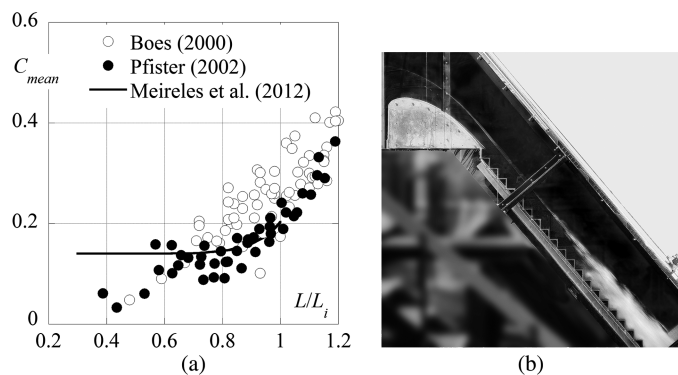 0.6
C mean
0.4
0.2
0
Boes (2000)
Pfister (2002)
Meireles et al. (2012)
L/Li
0.2 0.4 0.6 0.8 1 1.2
(a)
(b)